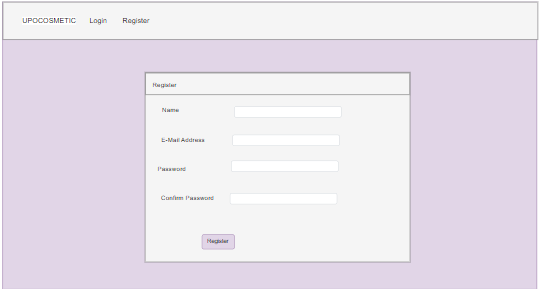 UPOCOSMETIC Login Register
Register
Name
E-Mail Address
Password
Confirm Password
Register